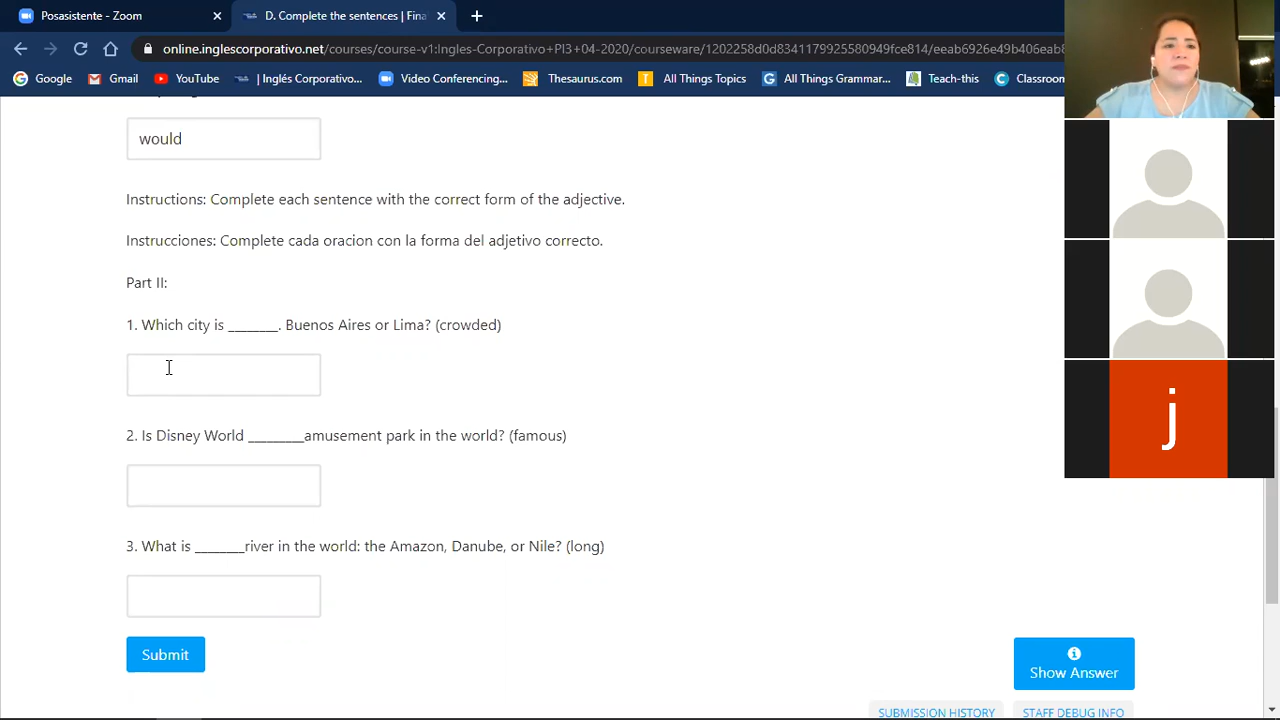 Posasistente - Zoom
D. Complete the sentences | Fina
online.inglescorporativo.net/courses/course-v1:Ingles-Corporativo+PI3+04-2020/courseware/1202258d0d8341179925580949fce814/eeab6926e49b406eab8
Google Gmail YouTube | Inglés Corporativo... Video Conferencing... Thesaurus.com All Things Topics All Things Grammar... Teach-this Classroom
would
Instructions: Complete each sentence with the correct form of the adjective.
Instrucciones: Complete cada oracion con la forma del adjetivo correcto.
Part II:
1. Which city is ________. Buenos Aires or Lima? (crowded)
2. Is Disney World _________amusement park in the world? (famous)
3. What is ________river in the world: the Amazon, Danube, or Nile? (long)
Submit
Show Answer
SUBMISSION HISTORY STAFF DEBUG INFO
j